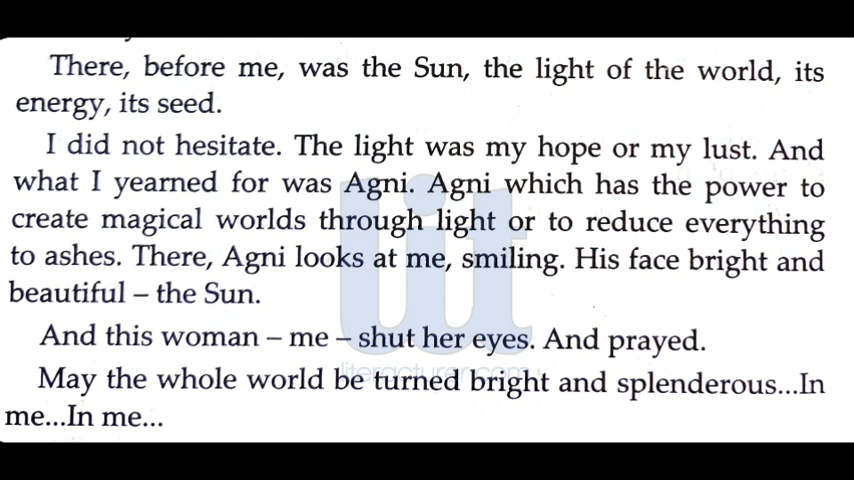 There, before me, was the Sun, the light of the world, its
energy, its seed.
I did not hesitate. The light was my hope or my lust. And
what I yearned for was Agni. Agni which has the power to
create magical worlds through light or to reduce everything
to ashes. There, Agni looks at me, smiling. His face bright and
beautiful – the Sun.
And this woman – me – shut her eyes. And prayed.
lit
literacturer.com
May the whole world be turned bright and splenderous...In
me...In me...